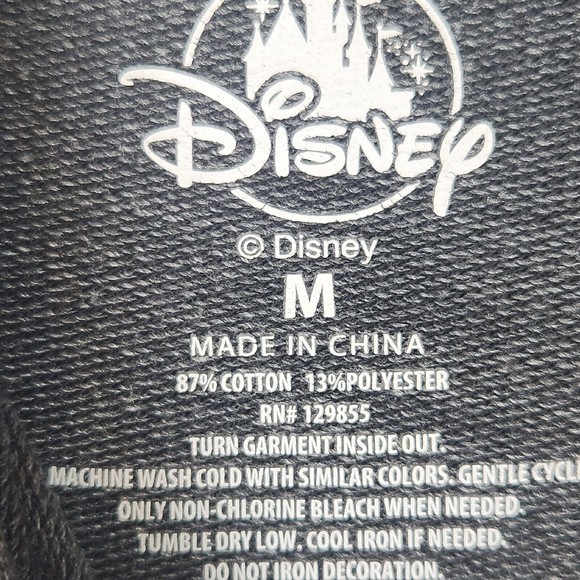 Disney
© Disney
M
MADE IN CHINA
87% COTTON 13%POLYESTER
RN# 129855
TURN GARMENT INSIDE OUT.
MACHINE WASH COLD WITH SIMILAR COLORS. GENTLE CYCL
ONLY NON-CHLORINE BLEACH WHEN NEEDED.
TUMBLE DRY LOW. COOL IRON IF NEEDED.
DO NOT IRON DECORATION.